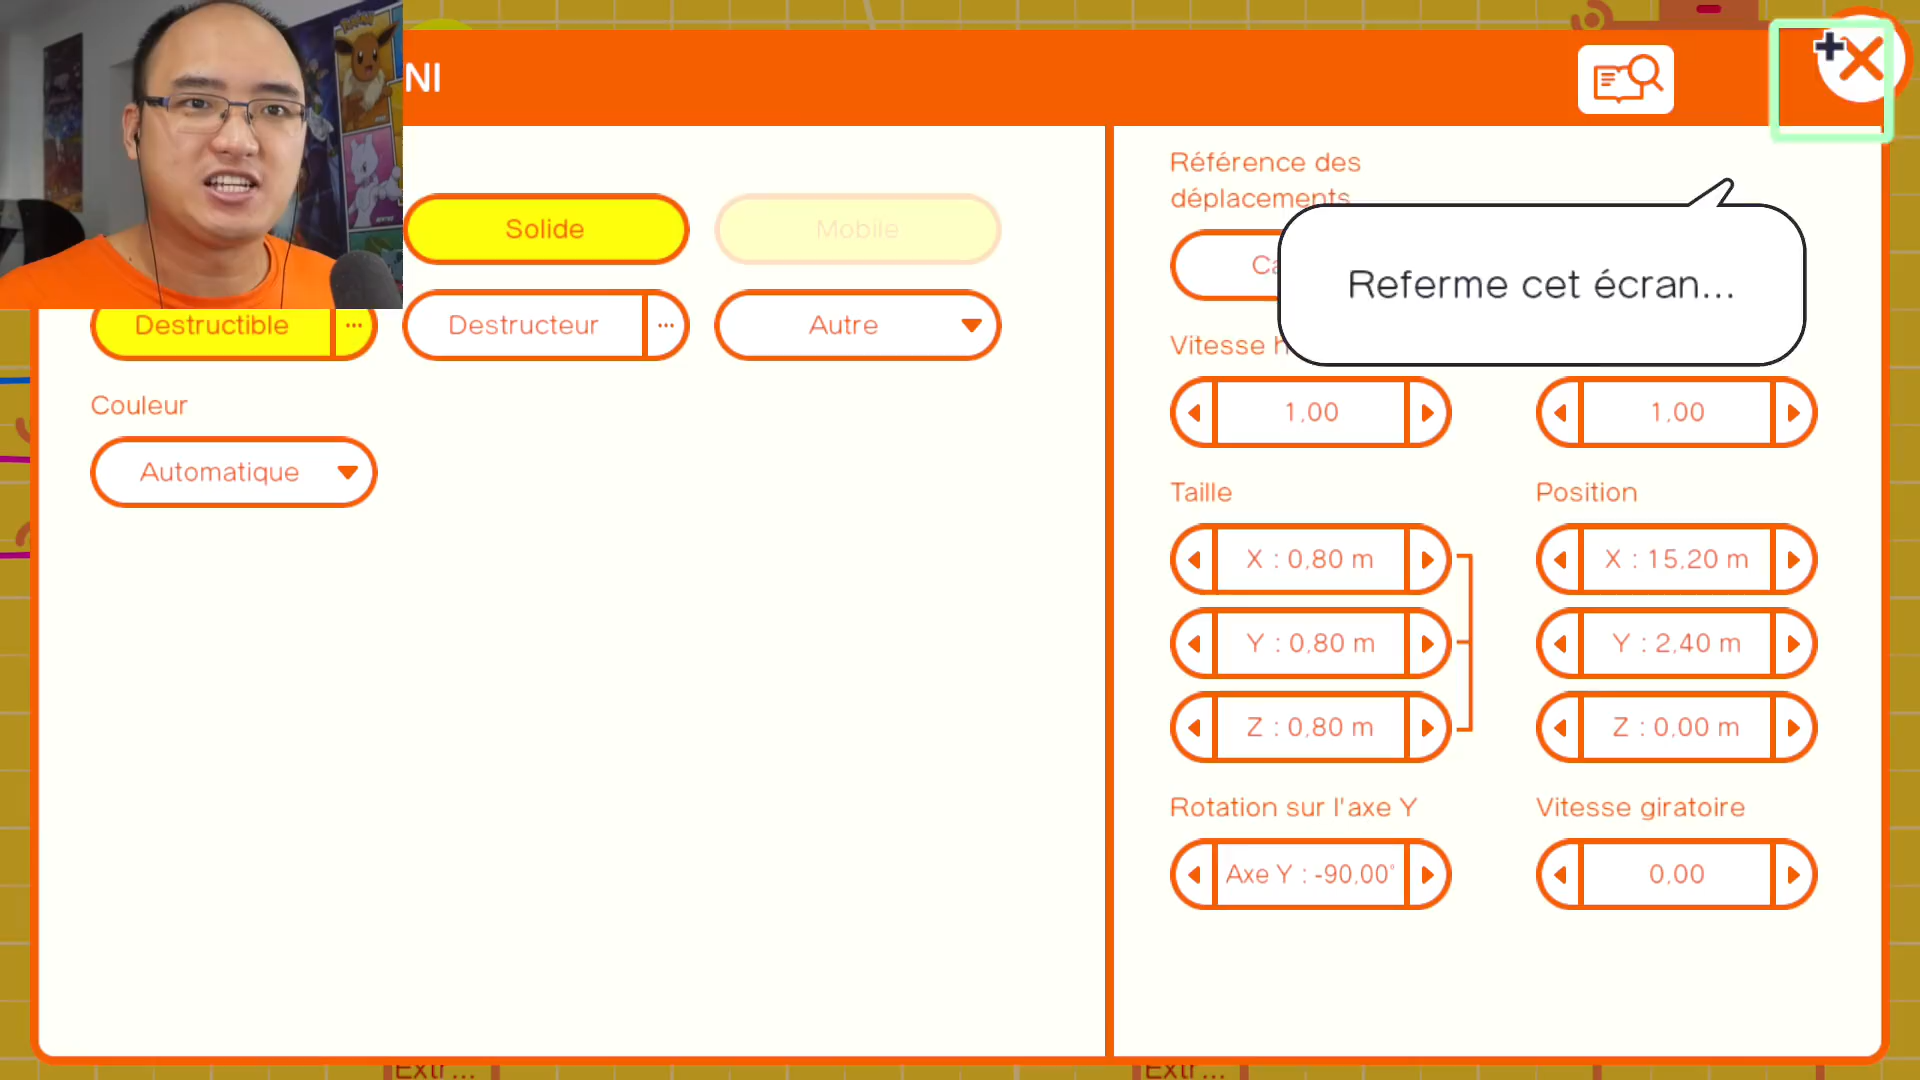 NI
Solide
Mobile
Destructible
...
Destructeur
...
Autre
Couleur
Automatique
Référence des
déplacements
Referme cet écran...
Vitesse
1,00
1,00
Taille
Position
X : 0,80 m
X : 15,20 m
Y : 0,80 m
Y : 2,40 m
Z : 0,80 m
Z : 0,00 m
Rotation sur l'axe Y
Vitesse giratoire
Axe Y : -90,00°
0,00
Extr...
Extr...